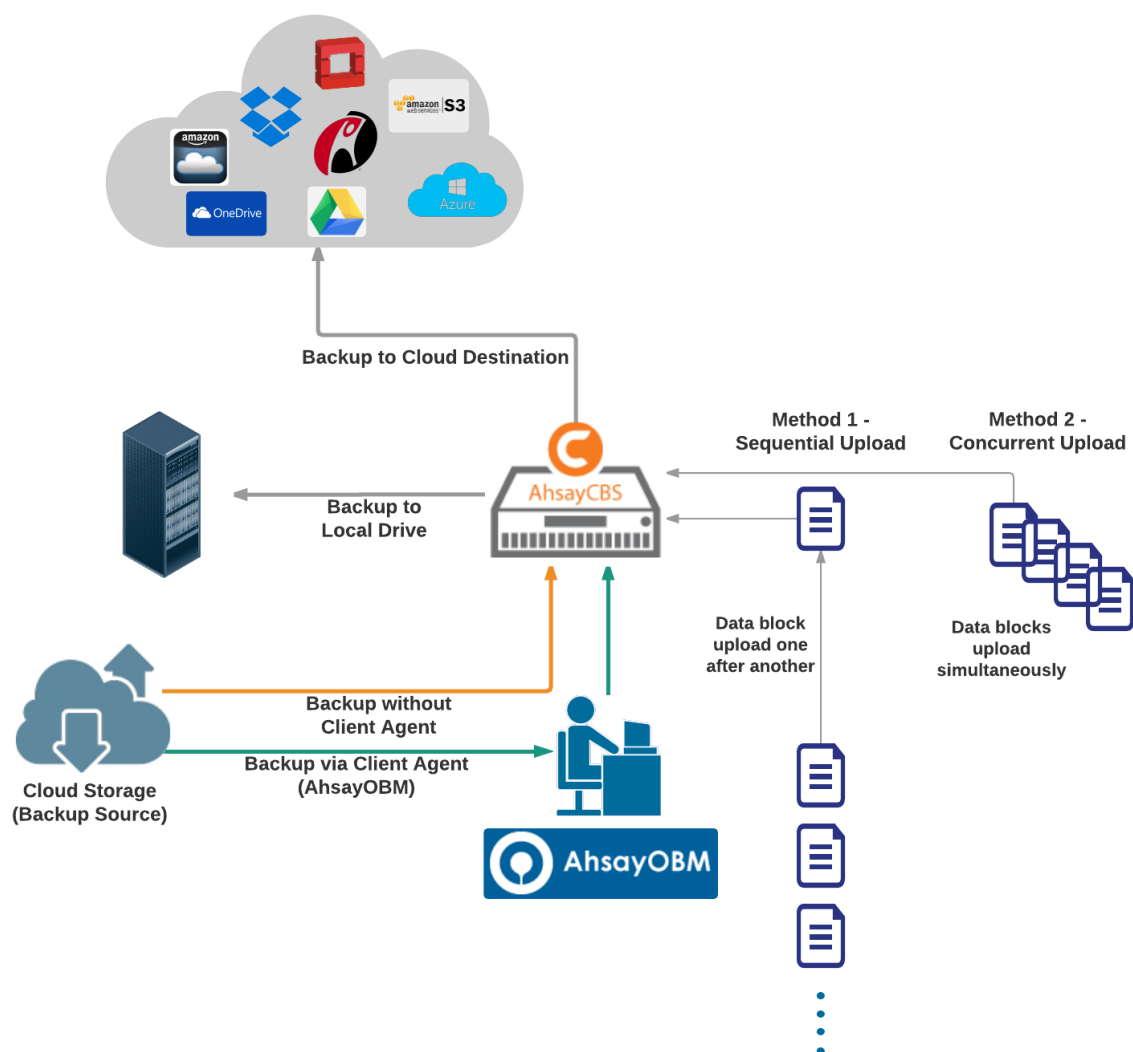 amazon
webservices
S3
amazon
OneDrive
Azure
Backup to Cloud Destination
Method 1 -
Sequential Upload
Method 2 -
Concurrent Upload
AhsayCBS
Backup to
Local Drive
Data block
upload one
after another
Data blocks
upload
simultaneously
Backup without
Client Agent
Backup via Client Agent
(AhsayOBM)
Cloud Storage
(Backup Source)
AhsayOBM